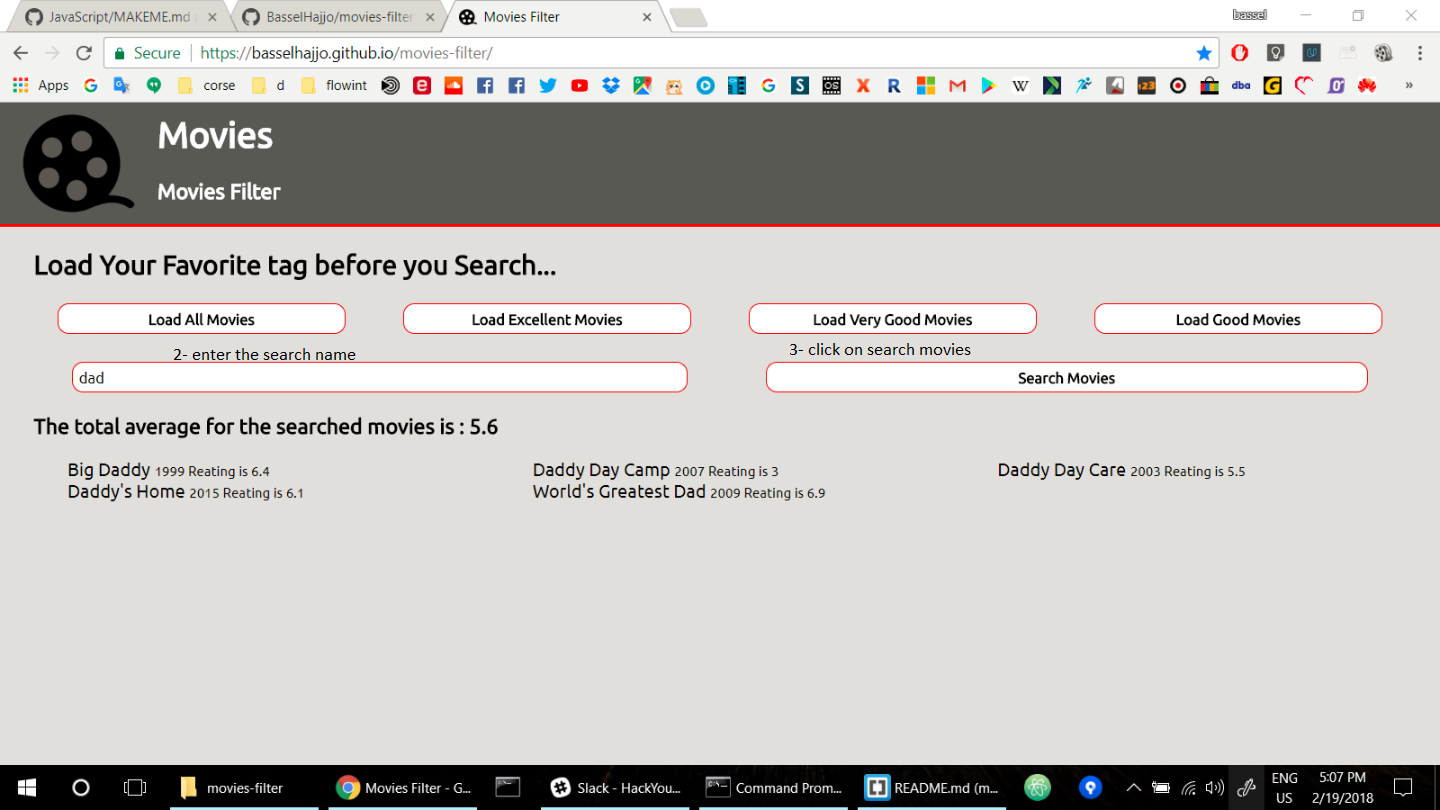 JavaScript/MAKEME.md
BasselHajjo/movies-filter
Movies Filter
bassel
Secure
https://basselhajjo.github.io/movies-filter/
Apps
corse
d
flowint
dba
»
Movies
Movies Filter
Load Your Favorite tag before you Search...
Load All Movies
Load Excellent Movies
Load Very Good Movies
Load Good Movies
2- enter the search name
3- click on search movies
dad
Search Movies
The total average for the searched movies is : 5.6
Big Daddy 1999 Reating is 6.4
Daddy Day Camp 2007 Reating is 3
Daddy Day Care 2003 Reating is 5.5
Daddy's Home 2015 Reating is 6.1
World's Greatest Dad 2009 Reating is 6.9
movies-filter
Movies Filter - G...
Slack - HackYou...
Command Prom...
README.md (m...
ENG
US
5:07 PM
2/19/2018